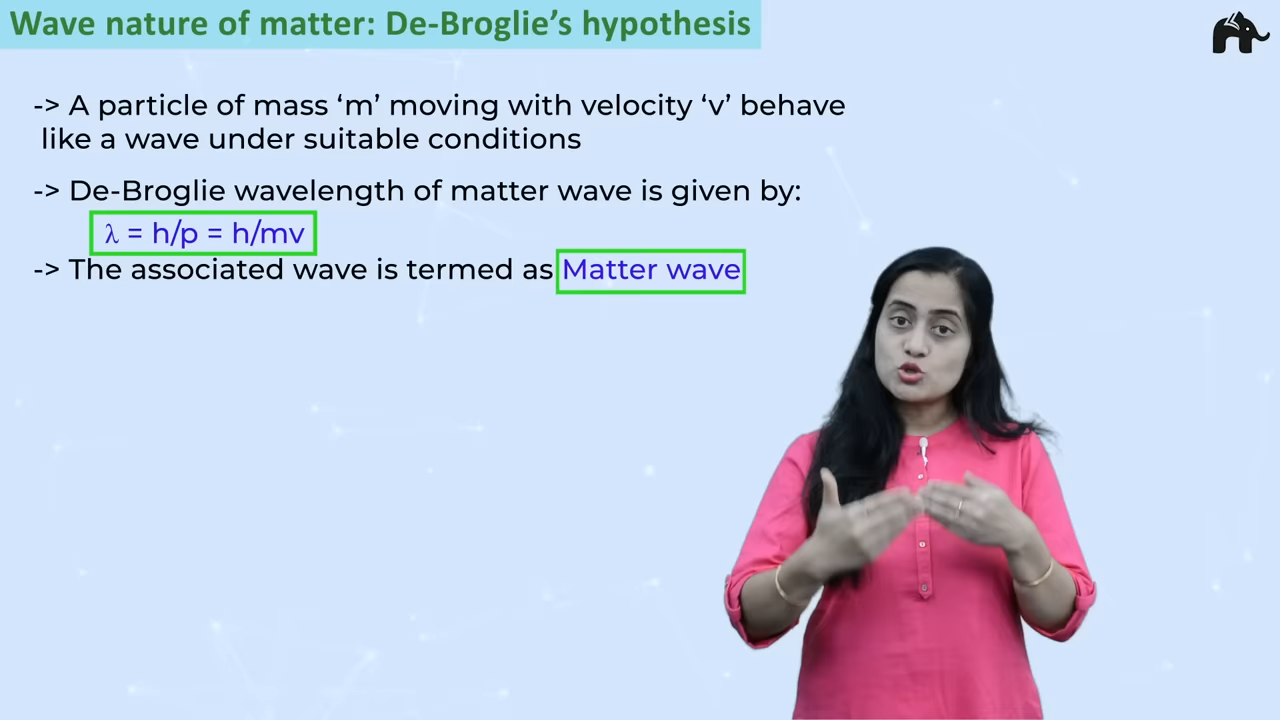 Wave nature of matter: De-Broglie’s hypothesis
-> A particle of mass ‘m’ moving with velocity ‘v’ behave
like a wave under suitable conditions
-> De-Broglie wavelength of matter wave is given by:
λ = h/p = h/mv
-> The associated wave is termed as Matter wave